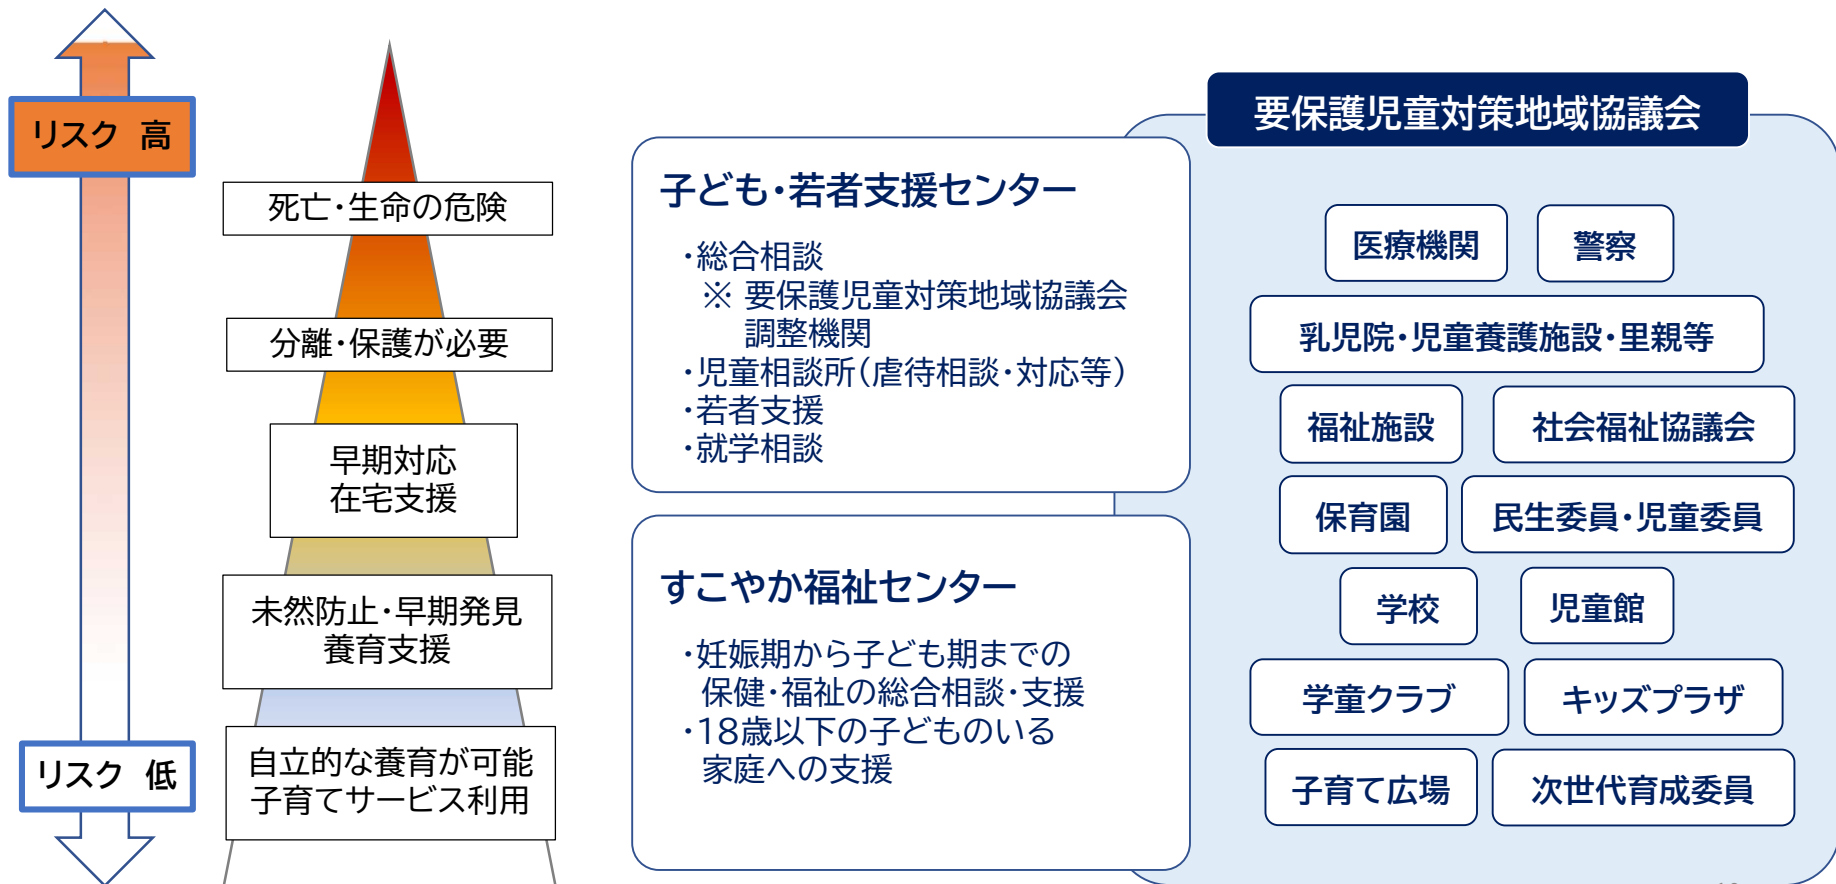 リスク 高
死亡・生命の危険
分離・保護が必要
早期対応
在宅支援
未然防止・早期発見
養育支援
自立的な養育が可能
子育てサービス利用
リスク 低
子ども・若者支援センター
・総合相談
※ 要保護児童対策地域協議会
調整機関
・児童相談所(虐待相談・対応等)
・若者支援
・就学相談
すこやか福祉センター
・妊娠期から子ども期までの
保健・福祉の総合相談・支援
・18歳以下の子どものいる
家庭への支援
要保護児童対策地域協議会
医療機関
警察
乳児院・児童養護施設・里親等
福祉施設
社会福祉協議会
保育園
民生委員・児童委員
学校
児童館
学童クラブ
キッズプラザ
子育て広場
次世代育成委員